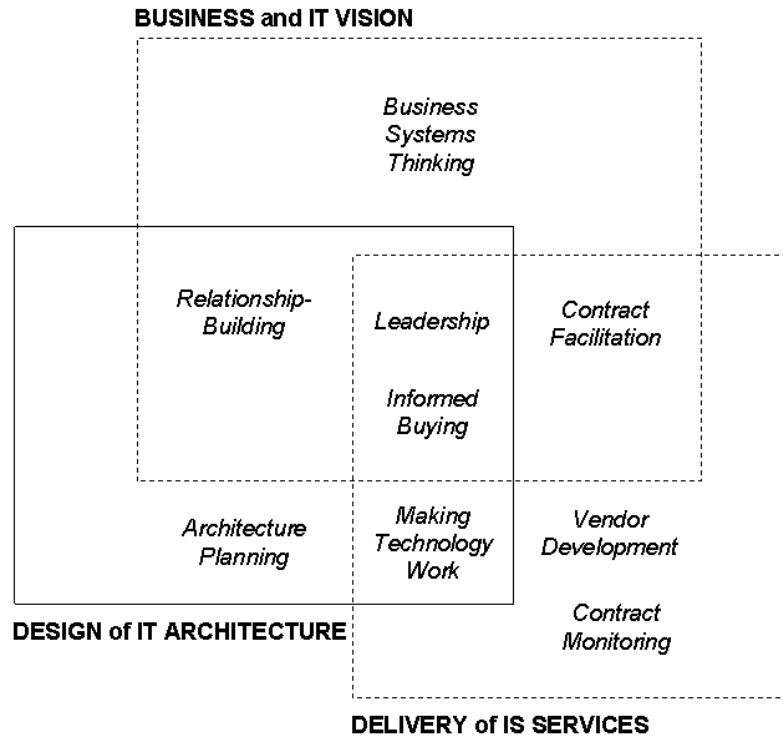 BUSINESS and IT VISION
Business
Systems
Thinking
Relationship-
Building
Leadership
Contract
Facilitation
Informed
Buying
Architecture
Planning
Making
Technology
Work
Vendor
Development
Contract
Monitoring
DESIGN of IT ARCHITECTURE
DELIVERY of IS SERVICES